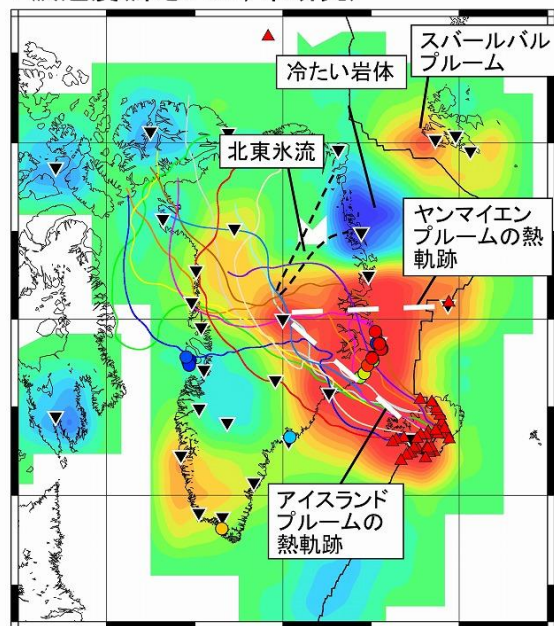 スバールバル
プルーム
冷たい岩体
北東氷流
ヤンマイエン
プルームの熱
軌跡
アイスランド
プルームの
熱軌跡